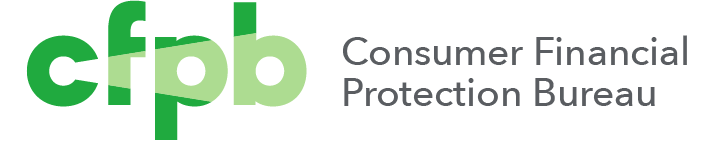 cfpb
Consumer Financial
Protection Bureau